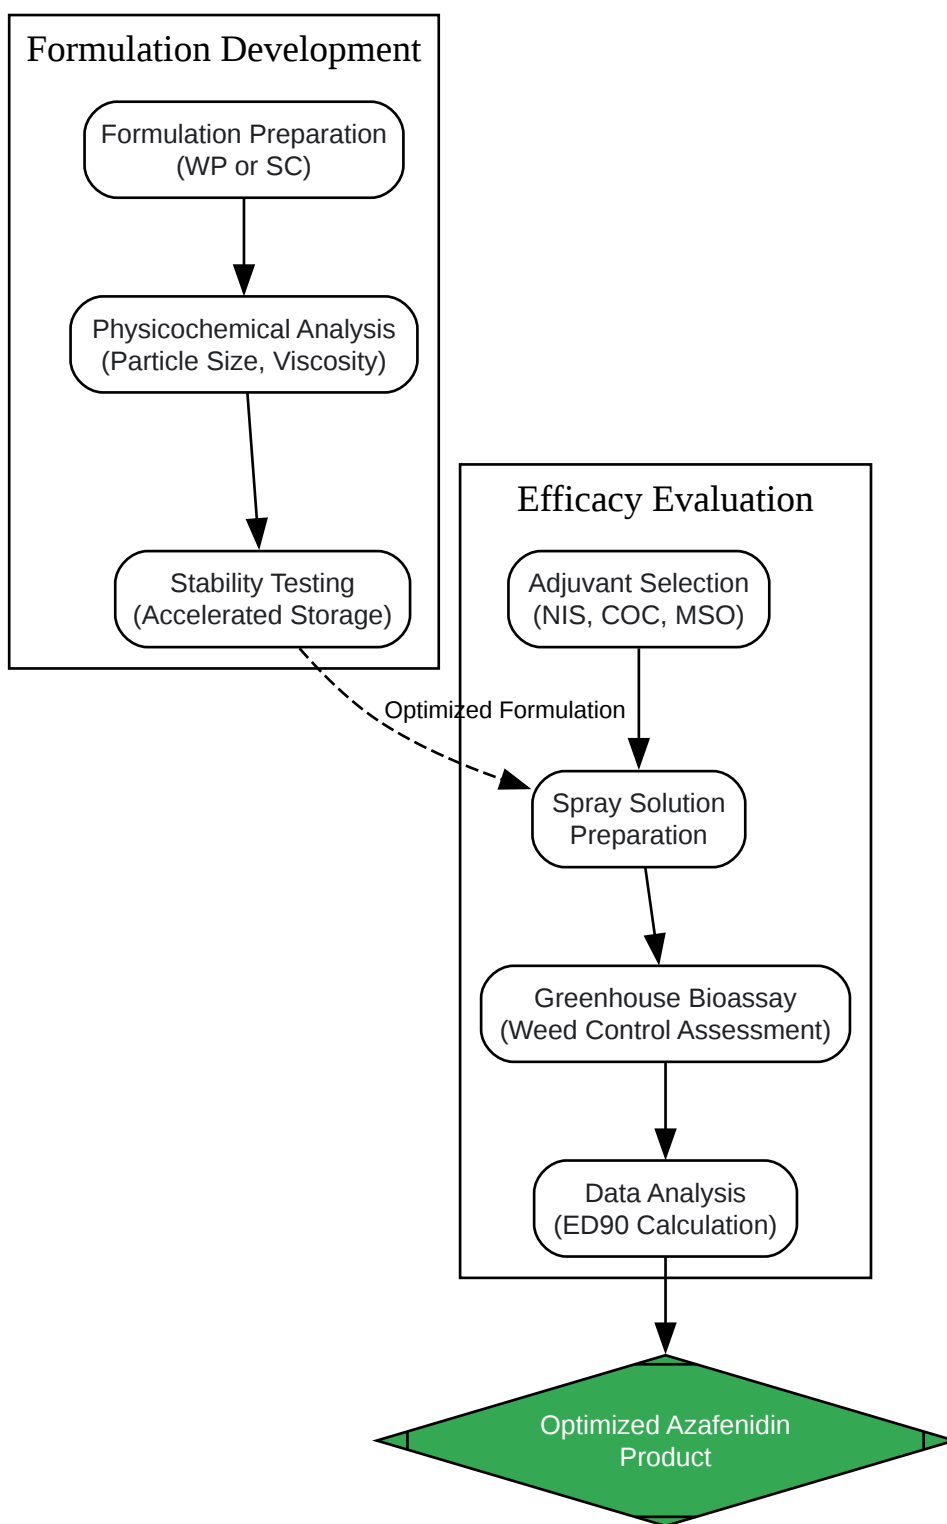 Formulation Development
Formulation Preparation
(WP or SC)
Physicochemical Analysis
(Particle Size, Viscosity)
Stability Testing
(Accelerated Storage)
Optimized Formulation
Efficacy Evaluation
Adjuvant Selection
(NIS, COC, MSO)
Spray Solution
Preparation
Greenhouse Bioassay
(Weed Control Assessment)
Data Analysis
(ED90 Calculation)
Optimized Azafenidin
Product